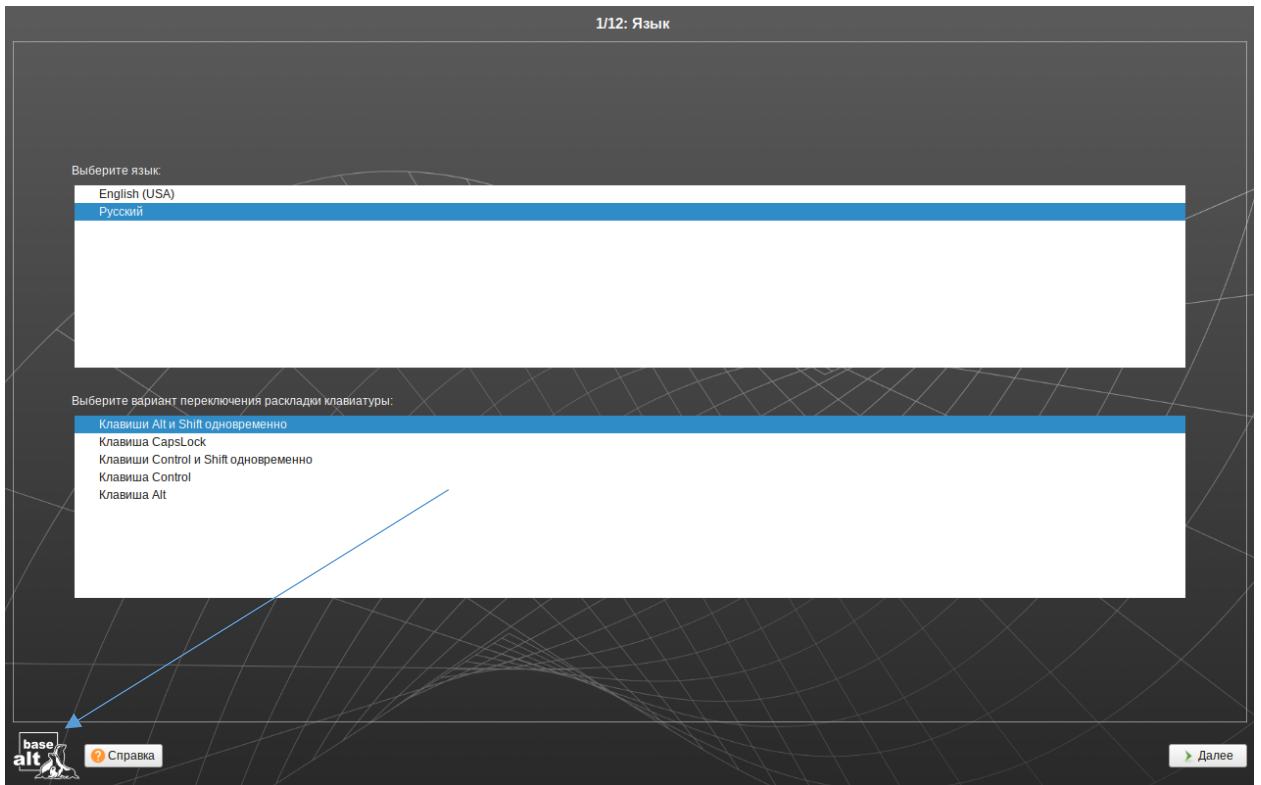 1/12: Язык
Выберите язык:
English (USA)
Русский
Выберите вариант переключения раскладки клавиатуры:
Клавиши Alt и Shift одновременно
Клавиша CapsLock
Клавиши Control и Shift одновременно
Клавиша Control
Клавиша Alt
base
alt
Справка
Далее